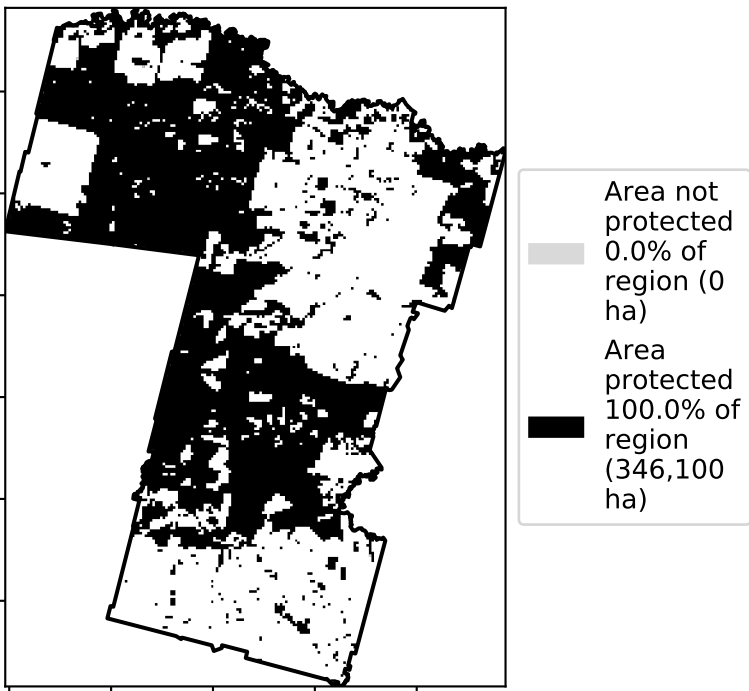 Area not
protected
0.0% of
region (0
ha)
Area
protected
100.0% of
region
(346,100
ha)